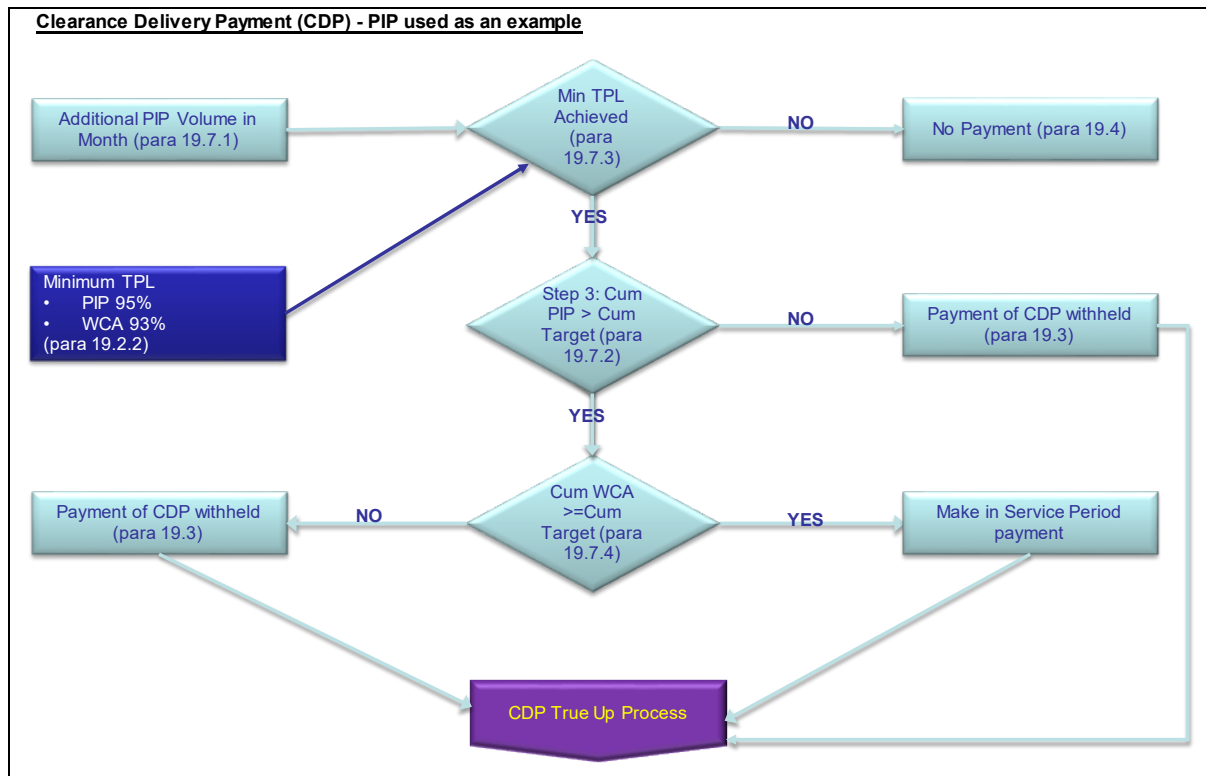 Clearance Delivery Payment (CDP) - PIP used as an example
Additional PIP Volume in
Month (para 19.7.1)
Min TPL
Achieved
(para
19.7.3)
NO
No Payment (para 19.4)
YES
Minimum TPL
• PIP 95%
• WCA 93%
(para 19.2.2)
Step 3: Cum
PIP > Cum
Target (para
19.7.2)
NO
Payment of CDP withheld
(para 19.3)
YES
Payment of CDP withheld
(para 19.3)
NO
Cum WCA
>=Cum
Target (para
19.7.4)
YES
Make in Service Period
payment
CDP True Up Process